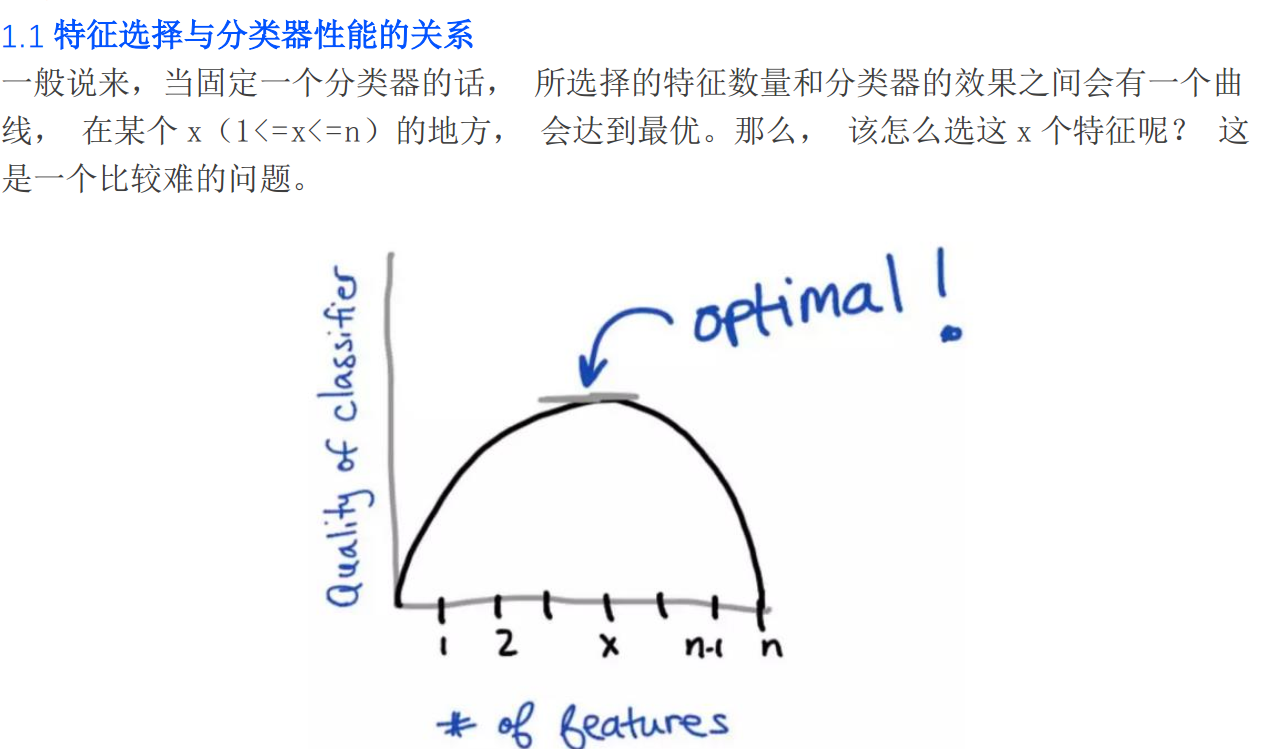 1.1 特征选择与分类器性能的关系
一般说来，当固定一个分类器的话， 所选择的特征数量和分类器的效果之间会有一个曲
线， 在某个 x（1<=x<=n）的地方， 会达到最优。那么， 该怎么选这 x 个特征呢？ 这
是一个比较难的问题。
optimal!
Quality of classifier
1 2 x n-1 n
# of features